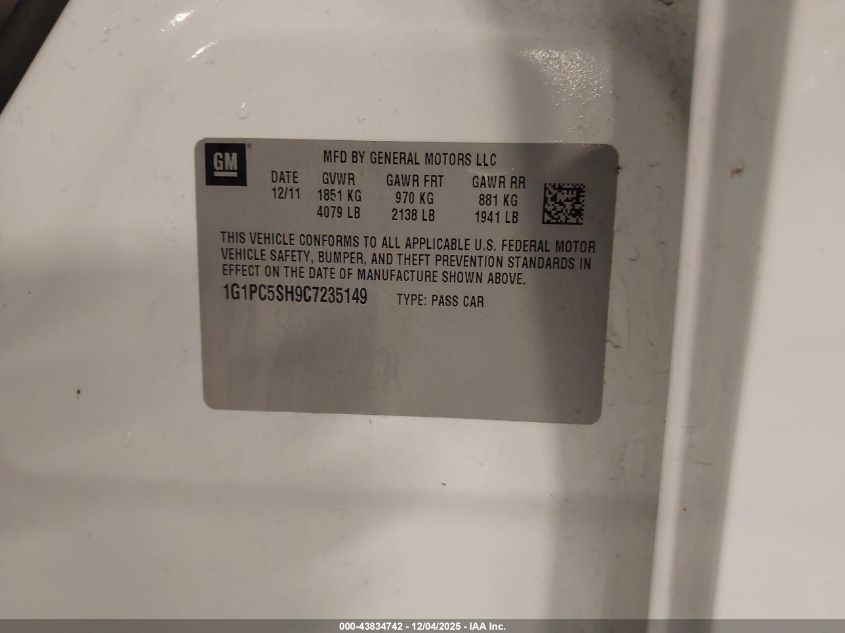 GM
MFD BY GENERAL MOTORS LLC
DATE GVWR GAWR FRT GAWR RR
12/11 1851 KG 970 KG 881 KG
4079 LB 2138 LB 1941 LB
THIS VEHICLE CONFORMS TO ALL APPLICABLE U.S. FEDERAL MOTOR
VEHICLE SAFETY, BUMPER, AND THEFT PREVENTION STANDARDS IN
EFFECT ON THE DATE OF MANUFACTURE SHOWN ABOVE.
1G1PC5SH9C7235149 TYPE: PASS CAR
000-43834742 - 12/04/2025 - IAA Inc.